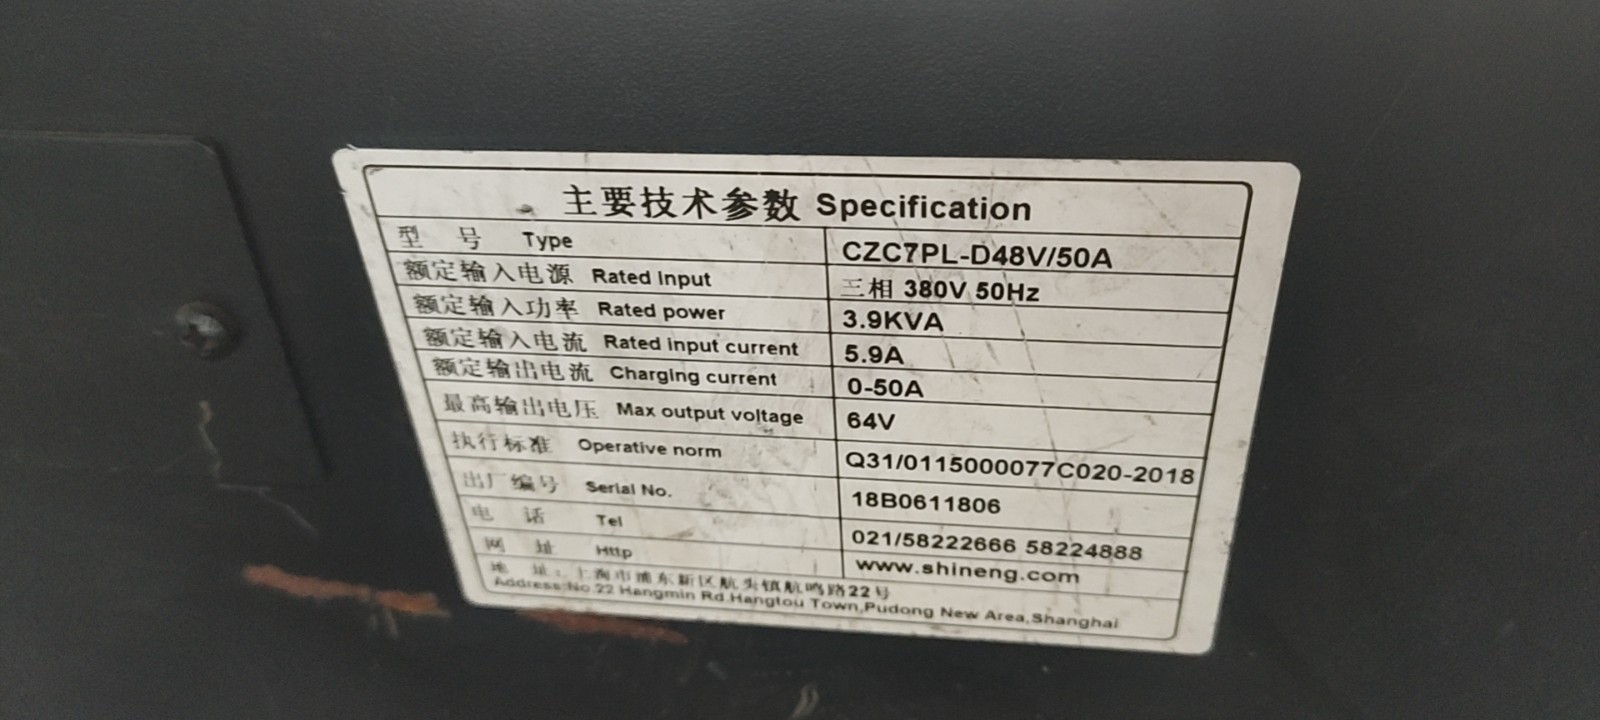 主要技术参数 Specification
型 号 Type CZC7PL-D48V/50A
额定输入电源 Rated Input 三相 380V 50Hz
额定输入功率 Rated power 3.9KVA
额定输入电流 Rated input current 5.9A
额定输出电流 Charging current 0-50A
最高输出电压 Max output voltage 64V
执行标准 Operative norm Q31/0115000077C020-2018
出厂编号 Serial No. 18B0611806
电 话 Tel 021/58222666 58224888
网 址 Http www.shineng.com
地 址：上海市浦东新区航头镇航鸣路22号
Address:No.22 Hangmin Rd.Hangtou Town,Pudong New Area,Shanghai